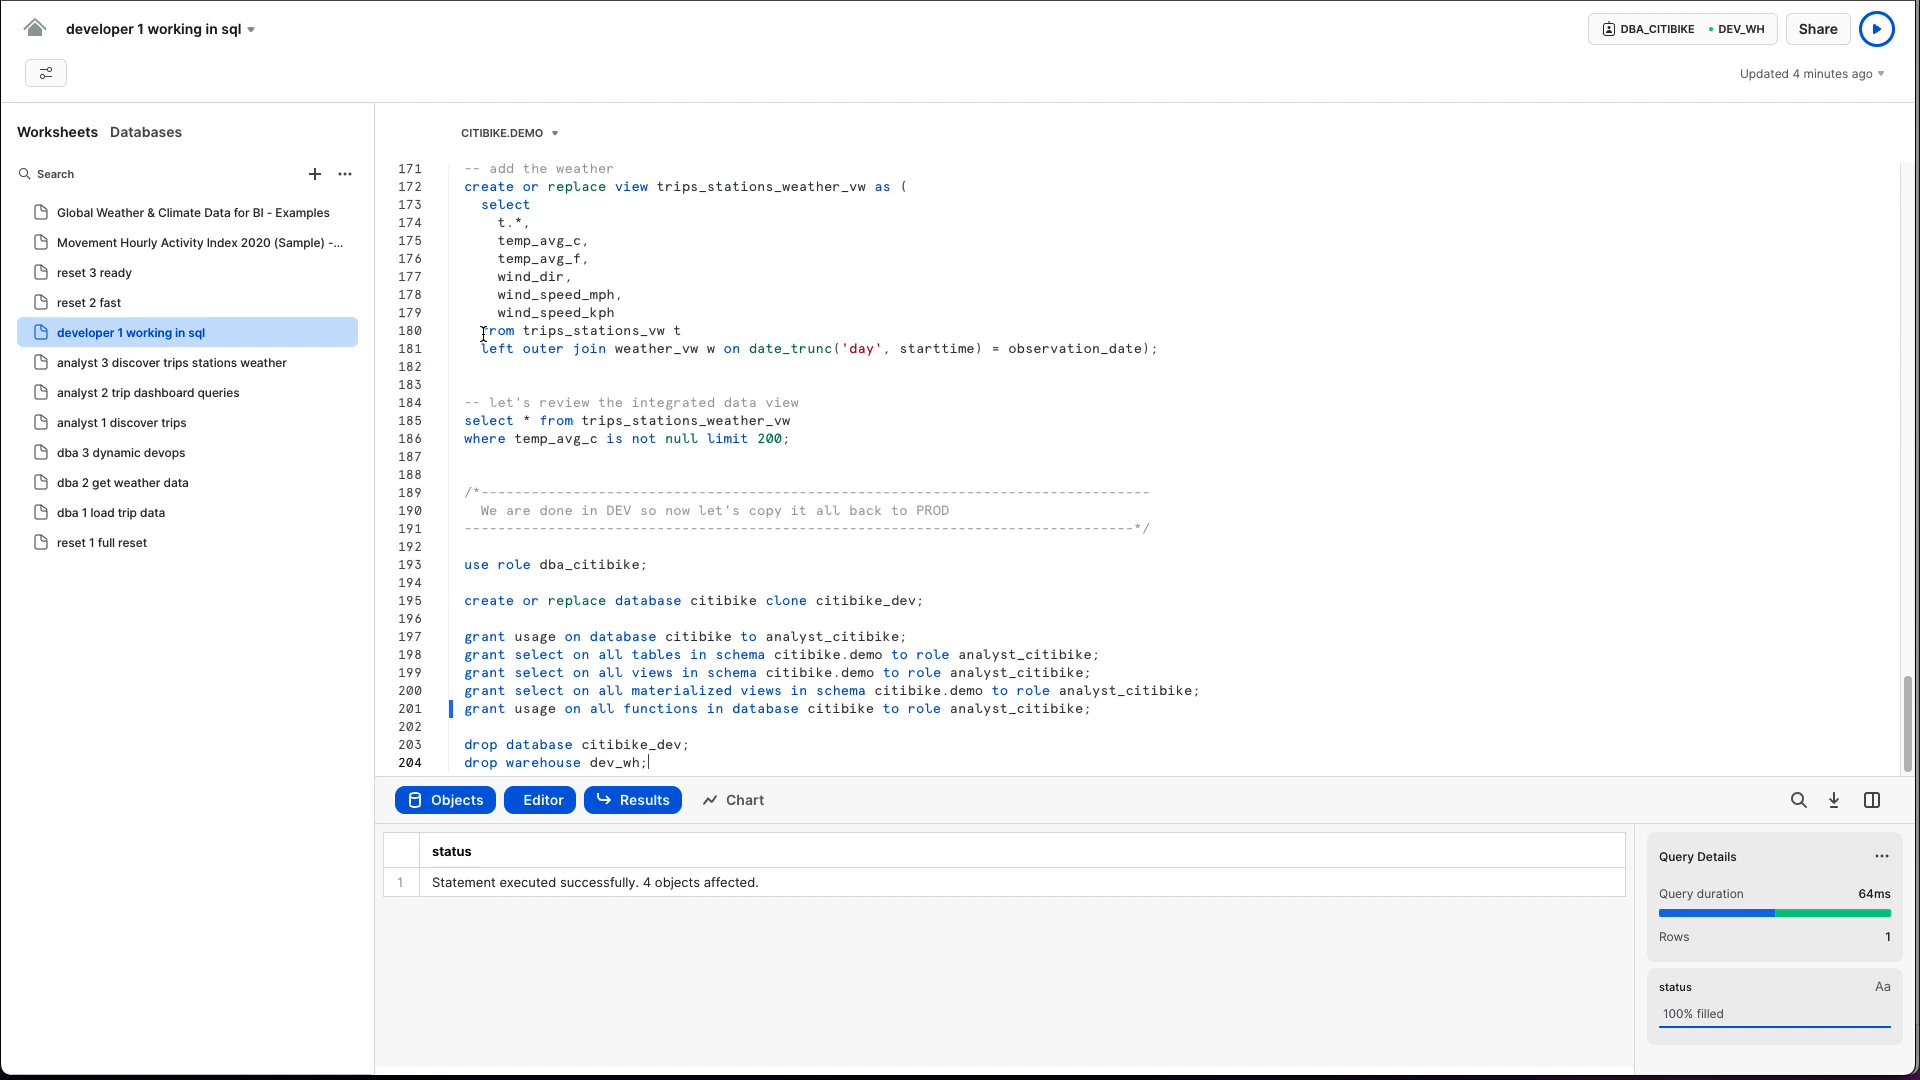 developer 1 working in sql
DBA_CITIBIKE DEV_WH
Share
Updated 4 minutes ago
Worksheets Databases
Search
Global Weather & Climate Data for BI - Examples
Movement Hourly Activity Index 2020 (Sample) -...
reset 3 ready
reset 2 fast
developer 1 working in sql
analyst 3 discover trips stations weather
analyst 2 trip dashboard queries
analyst 1 discover trips
dba 3 dynamic devops
dba 2 get weather data
dba 1 load trip data
reset 1 full reset
CITIBIKE.DEMO
171 -- add the weather
172 create or replace view trips_stations_weather_vw as (
173 select
174 t.*,
175 temp_avg_c,
176 temp_avg_f,
177 wind_dir,
178 wind_speed_mph,
179 wind_speed_kph
180 from trips_stations_vw t
181 left outer join weather_vw w on date_trunc('day', starttime) = observation_date);
182
183
184 -- let's review the integrated data view
185 select * from trips_stations_weather_vw
186 where temp_avg_c is not null limit 200;
187
188
189 /*--------------------------------------------------------------------------------
190 We are done in DEV so now let's copy it all back to PROD
191 --------------------------------------------------------------------------------*/
192
193 use role dba_citibike;
194
195 create or replace database citibike clone citibike_dev;
196
197 grant usage on database citibike to analyst_citibike;
198 grant select on all tables in schema citibike.demo to role analyst_citibike;
199 grant select on all views in schema citibike.demo to role analyst_citibike;
200 grant select on all materialized views in schema citibike.demo to role analyst_citibike;
201 grant usage on all functions in database citibike to role analyst_citibike;
202
203 drop database citibike_dev;
204 drop warehouse dev_wh;
Objects Editor Results Chart
status
1 Statement executed successfully. 4 objects affected.
Query Details ...
Query duration 64ms
Rows 1
status Aa
100% filled